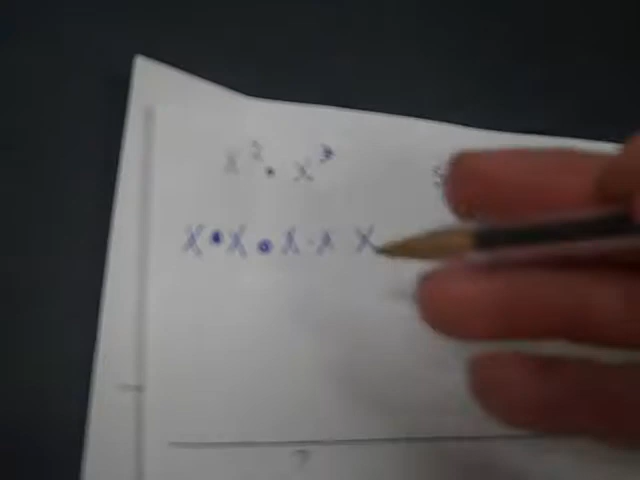 x² · x³
x · x · x · x x